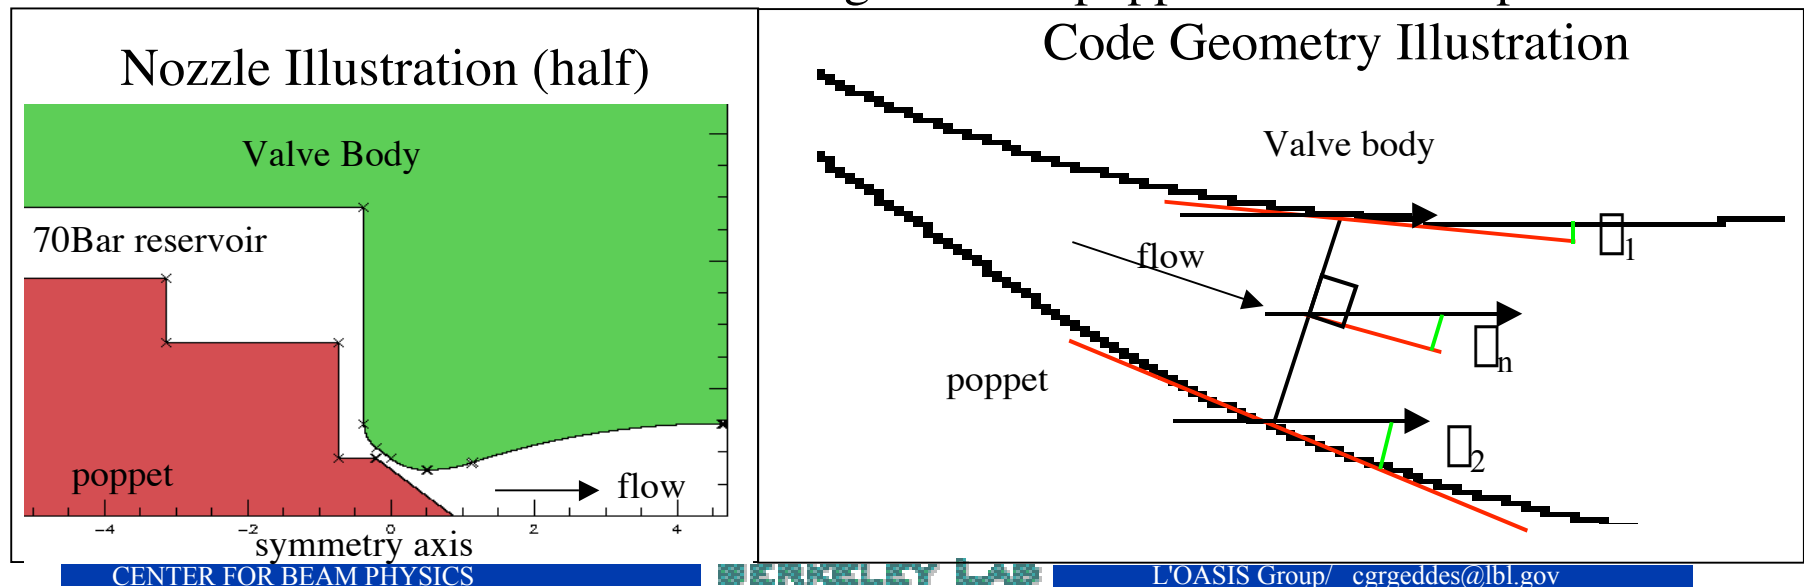 Nozzle Illustration (half)
Valve Body
70Bar reservoir
poppet
flow
-4 -2 0 2 4
symmetry axis
Code Geometry Illustration
Valve body
flow
□1
□n
poppet
□2
CENTER FOR BEAM PHYSICS
BERKELEY LAB
L'OASIS Group/ cgrgeddes@lbl.gov